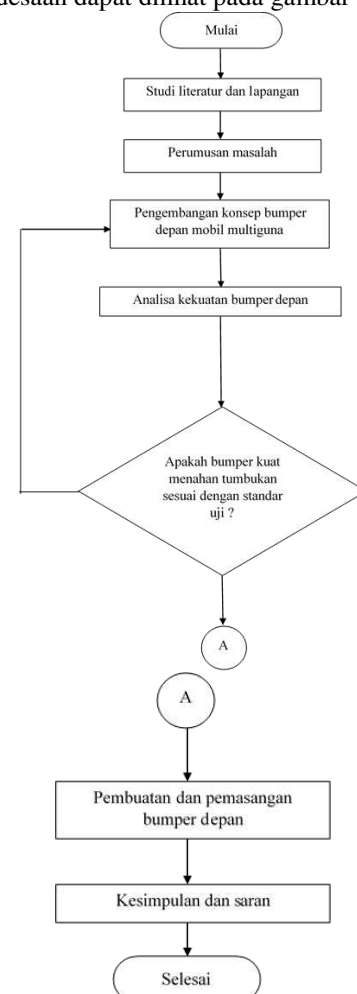 dapat dilihat pada gambar
Mulai
Studi literatur dan lapangan
Perumusan masalah
Pengembangan konsep bumper
depan mobil multiguna
Analisa kekuatan bumper depan
Apakah bumper kuat
menahan tumbukan
sesuai dengan standar
uji ?
A
A
Pembuatan dan pemasangan
bumper depan
Kesimpulan dan saran
Selesai